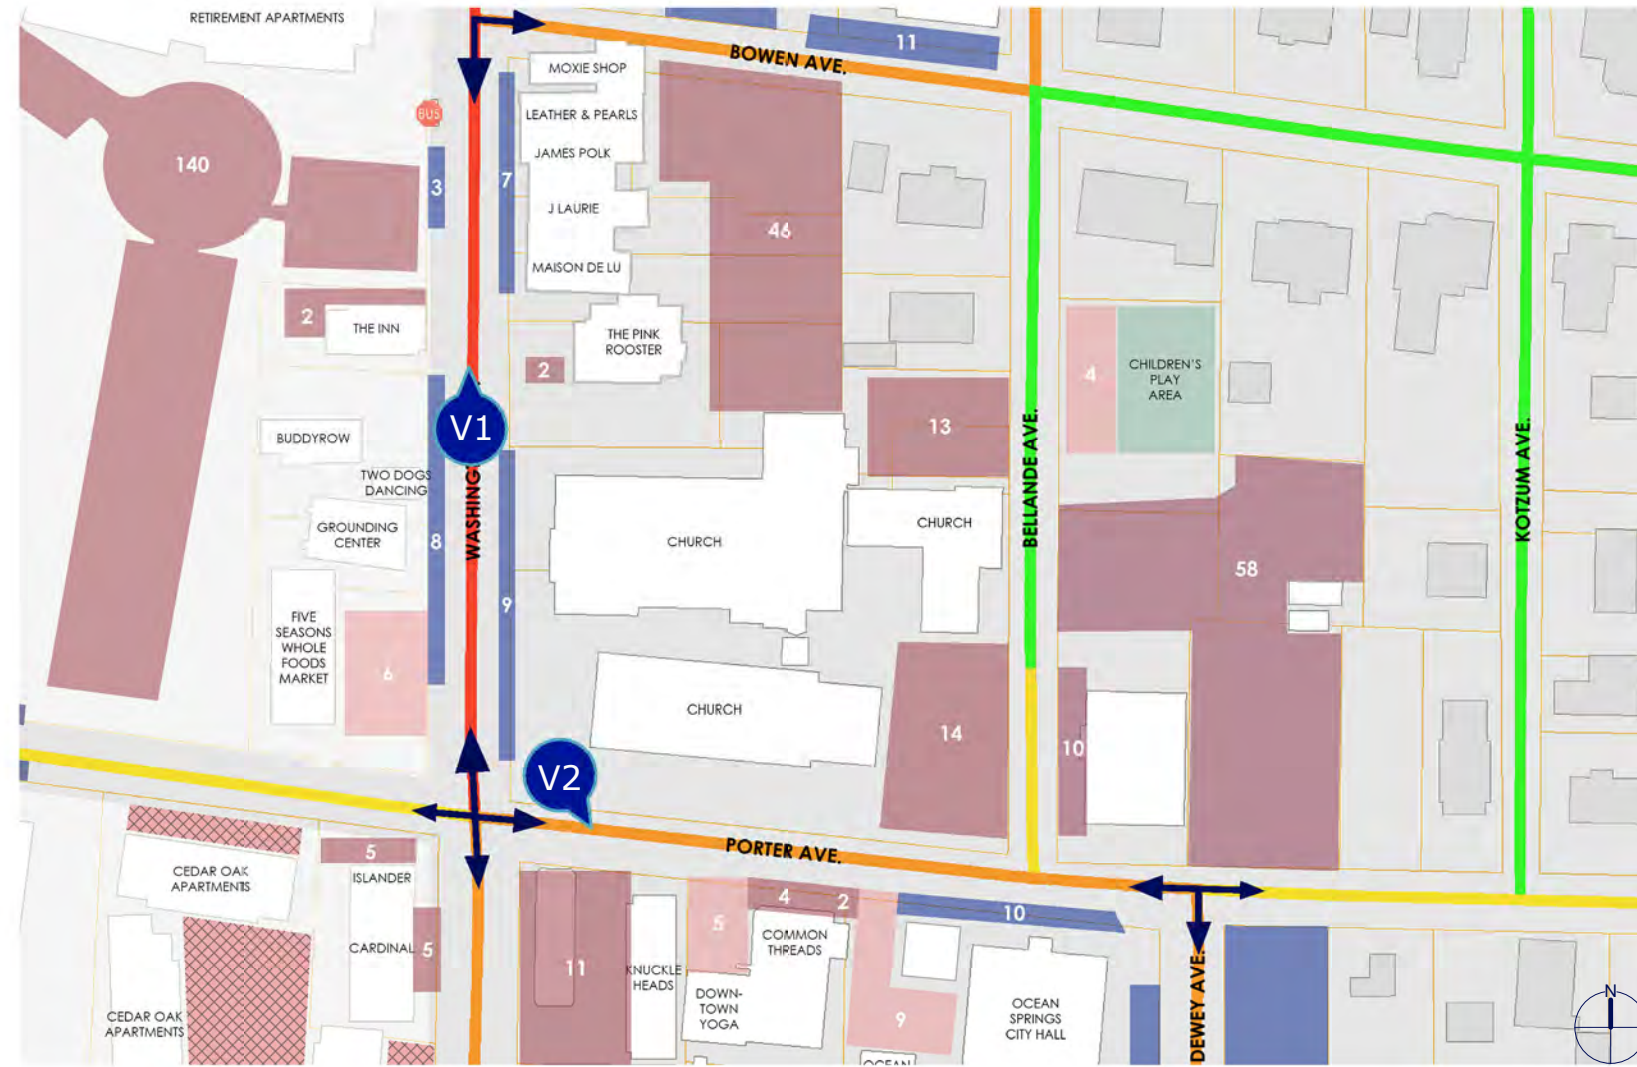 RETIREMENT APARTMENTS
BOWEN AVE.
11
MOXIE SHOP
LEATHER & PEARLS
JAMES POLK
J LAURIE
MAISON DE LU
BUS
140
3
7
46
2
THE INN
THE PINK
ROOSTER
2
4
CHILDREN'S
PLAY
AREA
V1
13
BELLANDE AVE.
KOTZUM AVE.
BUDDYROW
TWO DOGS
DANCING
GROUNDING
CENTER
8
WASHING
9
CHURCH
CHURCH
58
FIVE
SEASONS
WHOLE
FOODS
MARKET
6
CHURCH
14
10
V2
PORTER AVE.
CEDAR OAK
APARTMENTS
5
ISLANDER
CARDINAL
5
CEDAR OAK
APARTMENTS
11
KNUCKLE
HEADS
5
4
2
COMMON
THREADS
DOWN-
TOWN
YOGA
9
10
OCEAN
SPRINGS
CITY HALL
OCEAN
DEWEY AVE.
N